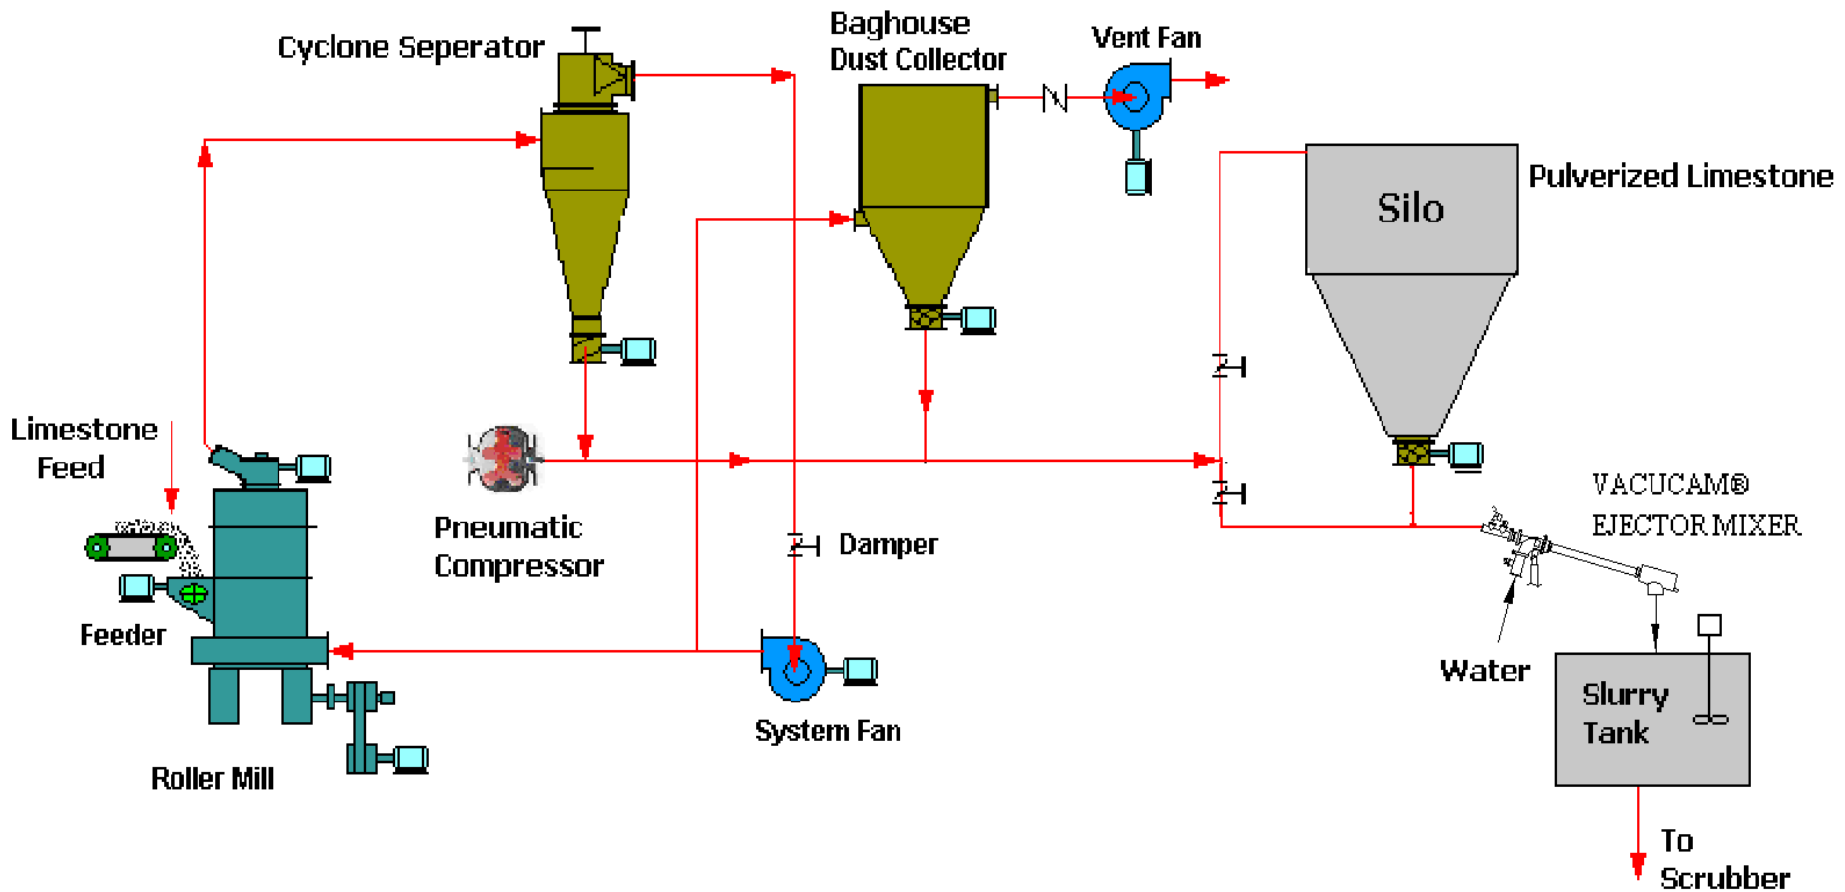 Cyclone Seperator
Baghouse
Dust Collector
Vent Fan
Pulverized Limestone
Silo
Limestone
Feed
Pneumatic
Compressor
Damper
VACUCAM®
EJECTOR MIXER
Feeder
Water
Slurry
Tank
System Fan
Roller Mill
To
Scrubber